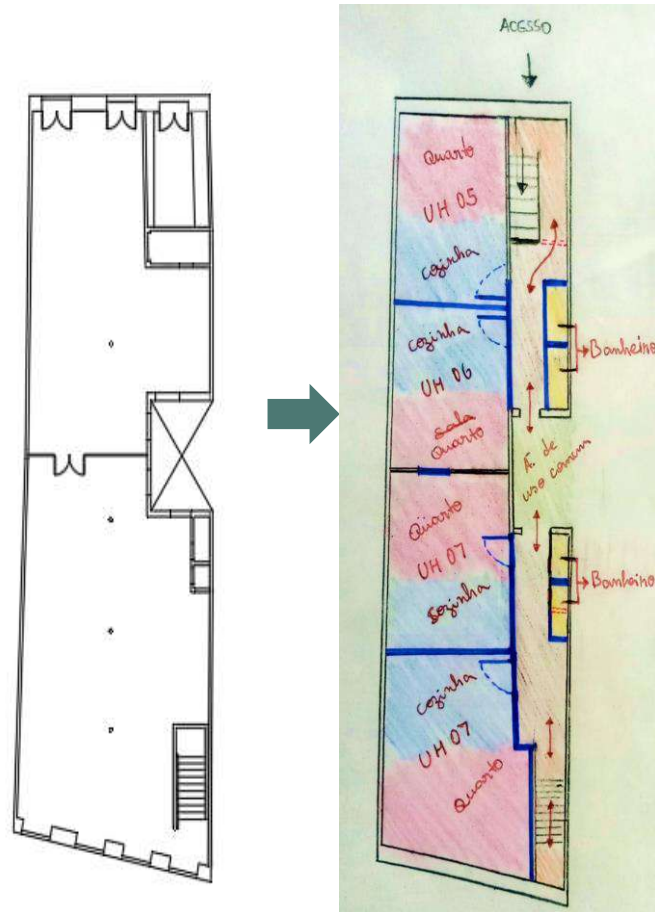 ACESSO
Quarto
UH 05
cozinha
cozinha
UH 06
sala
Quarto
A. de
uso comum
Banheiro
Quarto
UH 07
Sozinha
Banheiro
cozinha
UH 07
Quarto